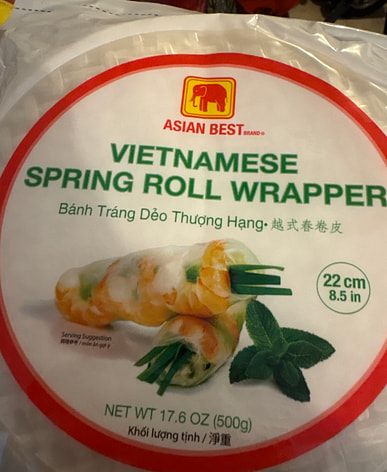 ASIAN BEST BRAND®
VIETNAMESE
SPRING ROLL WRAPPER
Bánh Tráng Dẻo Thượng Hạng • 越式春卷皮
22 cm
8.5 in
Serving Suggestion
NET WT 17.6 OZ (500g)
Khối lượng tịnh / 淨重